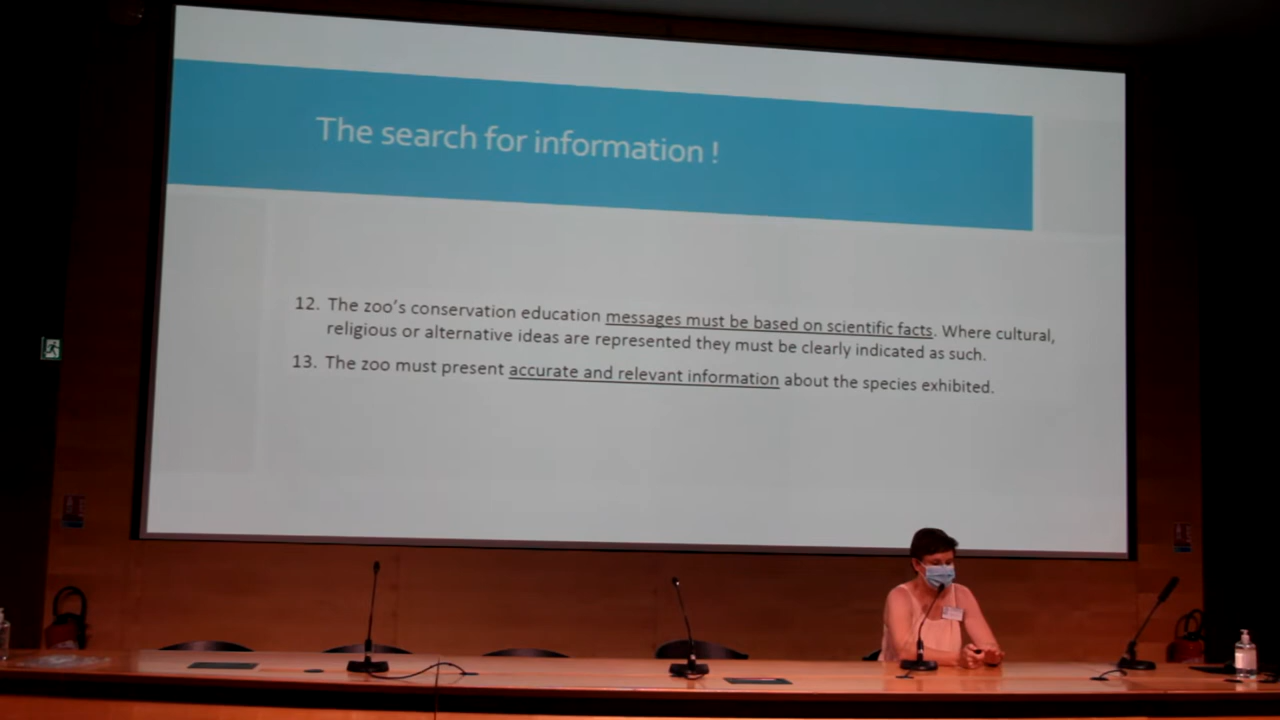 The search for information !
12. The zoo's conservation education messages must be based on scientific facts. Where cultural,
religious or alternative ideas are represented they must be clearly indicated as such.
13. The zoo must present accurate and relevant information about the species exhibited.